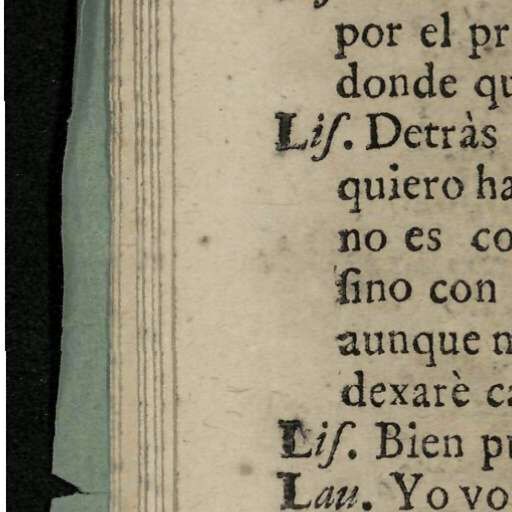 por el pr
donde qu
Liſ. Detràs
quiero ha
no es co
ſino con
aunque n
dexarè ca
Liſ. Bien pu
Lau. Yo vo